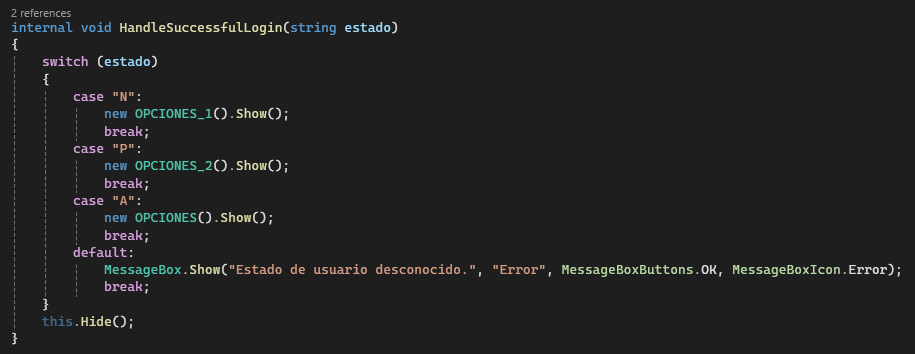 2 references
internal void HandleSuccessfulLogin(string estado)
{
    switch (estado)
    {
        case "N":
            new OPCIONES_1().Show();
            break;
        case "P":
            new OPCIONES_2().Show();
            break;
        case "A":
            new OPCIONES().Show();
            break;
        default:
            MessageBox.Show("Estado de usuario desconocido.", "Error", MessageBoxButtons.OK, MessageBoxIcon.Error);
            break;
    }
    this.Hide();
}